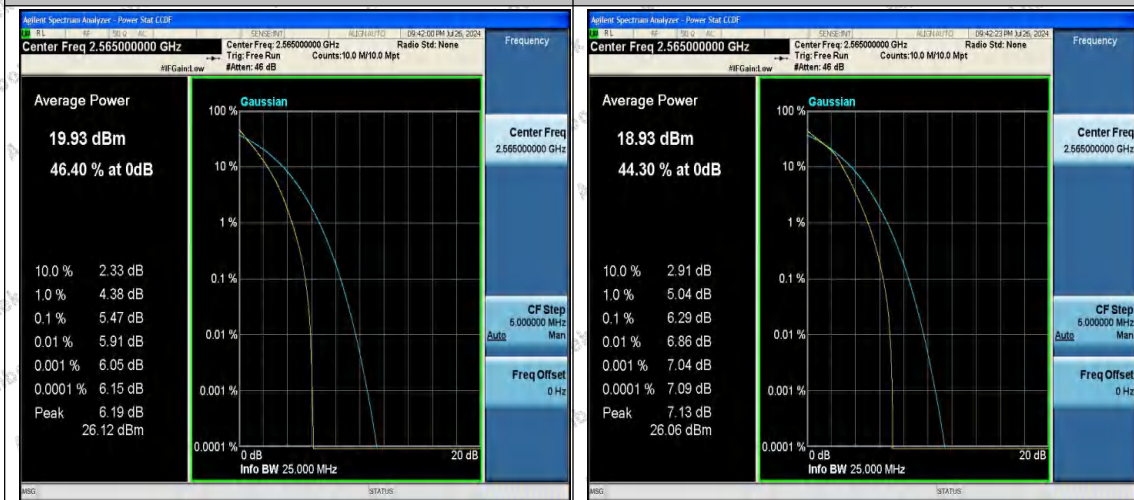 Agilent Spectrum Analyzer - Power Stat CCDF
RL RF 50 Ω AC SENSE:INT ALIGN AUTO 09:42:00 PM Jul 26, 2024
Center Freq 2.565000000 GHz
Center Freq: 2.565000000 GHz Radio Std: None
Trig: Free Run Counts:10.0 M/10.0 Mpt
#IFGain:Low #Atten: 46 dB
Frequency
Average Power
19.93 dBm
46.40 % at 0dB
10.0 % 2.33 dB
1.0 % 4.38 dB
0.1 % 5.47 dB
0.01 % 5.91 dB
0.001 % 6.05 dB
0.0001 % 6.15 dB
Peak 6.19 dB
26.12 dBm
Gaussian
100 %
10 %
1 %
0.1 %
0.01 %
0.001 %
0.0001 %
0 dB 20 dB
Info BW 25.000 MHz
Center Freq
2.565000000 GHz
CF Step
5.000000 MHz
Auto Man
Freq Offset
0 Hz
MSG STATUS
Agilent Spectrum Analyzer - Power Stat CCDF
RL RF 50 Ω AC SENSE:INT ALIGN AUTO 09:42:23 PM Jul 26, 2024
Center Freq 2.565000000 GHz
Center Freq: 2.565000000 GHz Radio Std: None
Trig: Free Run Counts:10.0 M/10.0 Mpt
#IFGain:Low #Atten: 46 dB
Frequency
Average Power
18.93 dBm
44.30 % at 0dB
10.0 % 2.91 dB
1.0 % 5.04 dB
0.1 % 6.29 dB
0.01 % 6.86 dB
0.001 % 7.04 dB
0.0001 % 7.09 dB
Peak 7.13 dB
26.06 dBm
Gaussian
100 %
10 %
1 %
0.1 %
0.01 %
0.001 %
0.0001 %
0 dB 20 dB
Info BW 25.000 MHz
Center Freq
2.565000000 GHz
CF Step
5.000000 MHz
Auto Man
Freq Offset
0 Hz
MSG STATUS